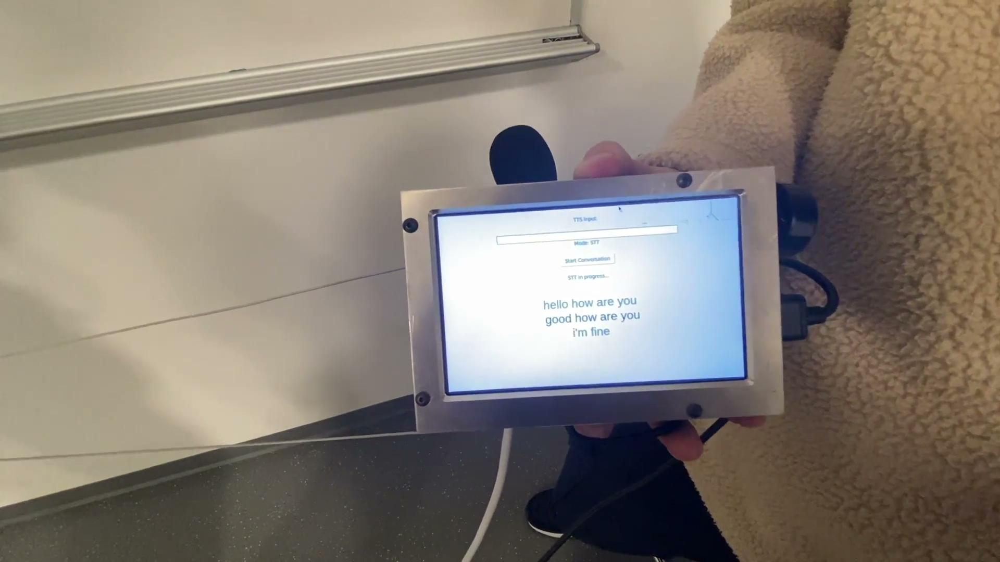 TTS Input:
Mode: STT
Start Conversation
STT in progress...
hello how are you
good how are you
i'm fine